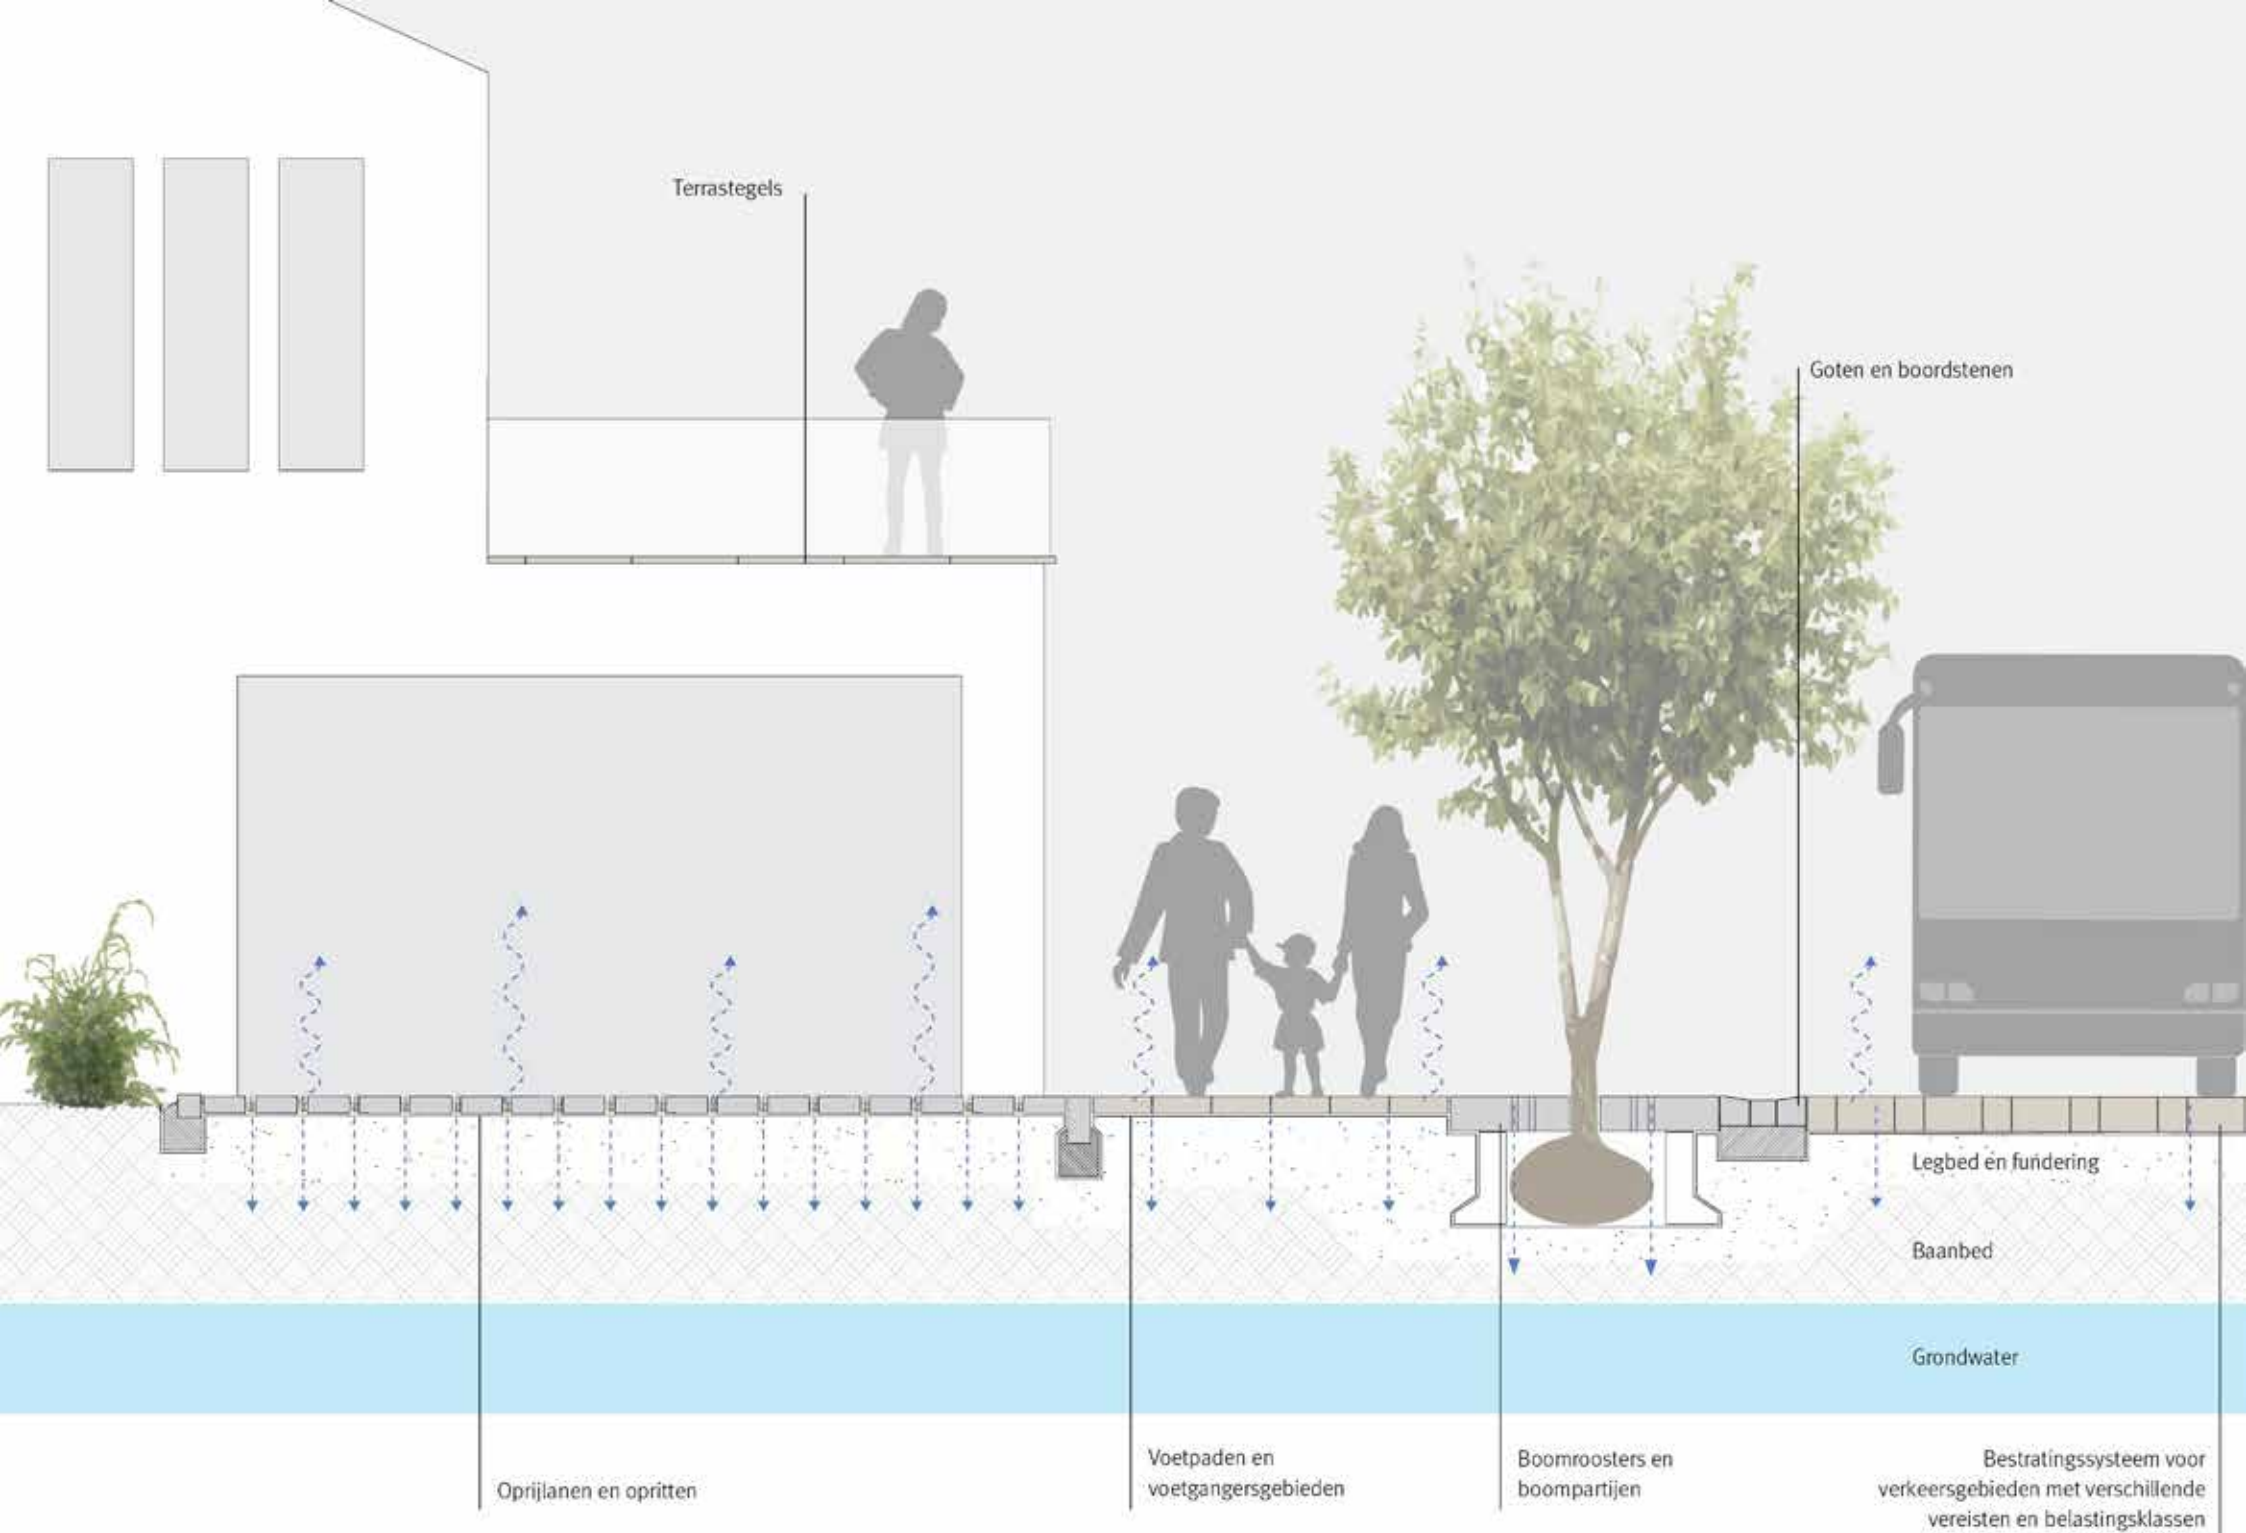 Terrastegels
Goten en boordstenen
Legbed en fundering
Baanbed
Grondwater
Oprijlanen en opritten
Voetpaden en
voetgangersgebieden
Boomroosters en
boompartijen
Bestratingssysteem voor
verkeersgebieden met verschillende
vereisten en belastingsklassen